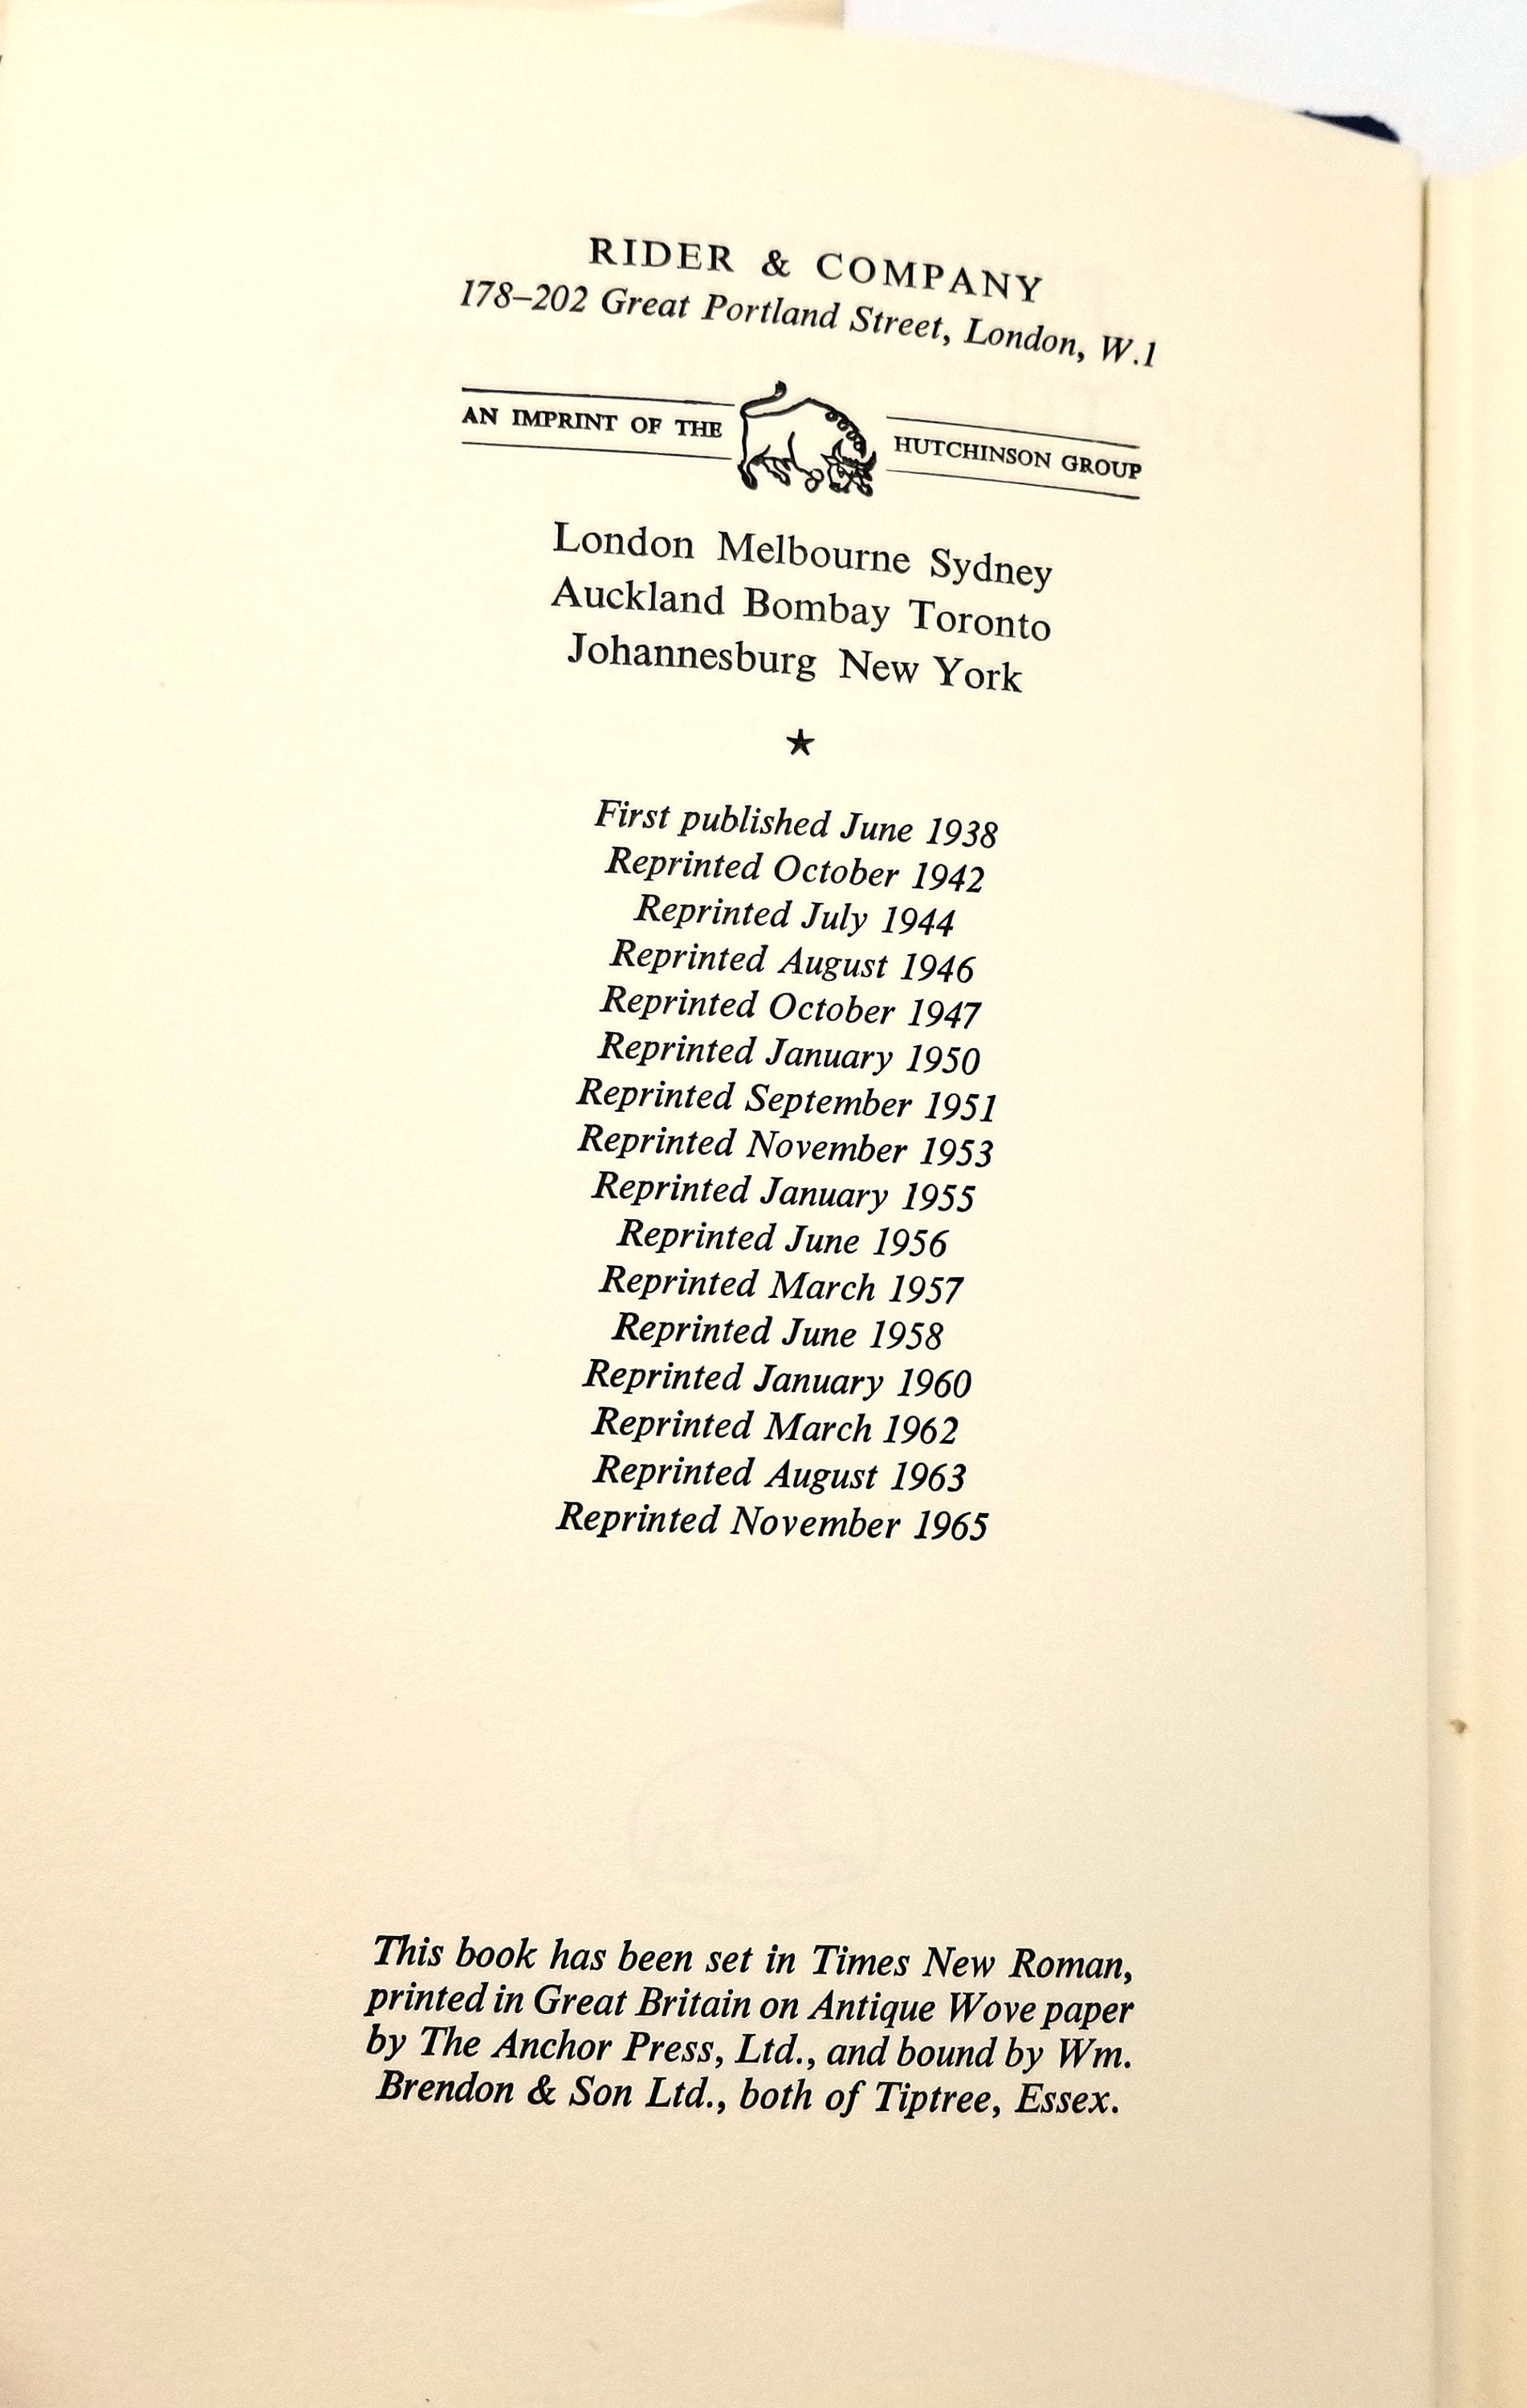 RIDER & COMPANY
178–202 Great Portland Street, London, W.1
AN IMPRINT OF THE HUTCHINSON GROUP
London Melbourne Sydney
Auckland Bombay Toronto
Johannesburg New York
★
First published June 1938
Reprinted October 1942
Reprinted July 1944
Reprinted August 1946
Reprinted October 1947
Reprinted January 1950
Reprinted September 1951
Reprinted November 1953
Reprinted January 1955
Reprinted June 1956
Reprinted March 1957
Reprinted June 1958
Reprinted January 1960
Reprinted March 1962
Reprinted August 1963
Reprinted November 1965
This book has been set in Times New Roman,
printed in Great Britain on Antique Wove paper
by The Anchor Press, Ltd., and bound by Wm.
Brendon & Son Ltd., both of Tiptree, Essex.